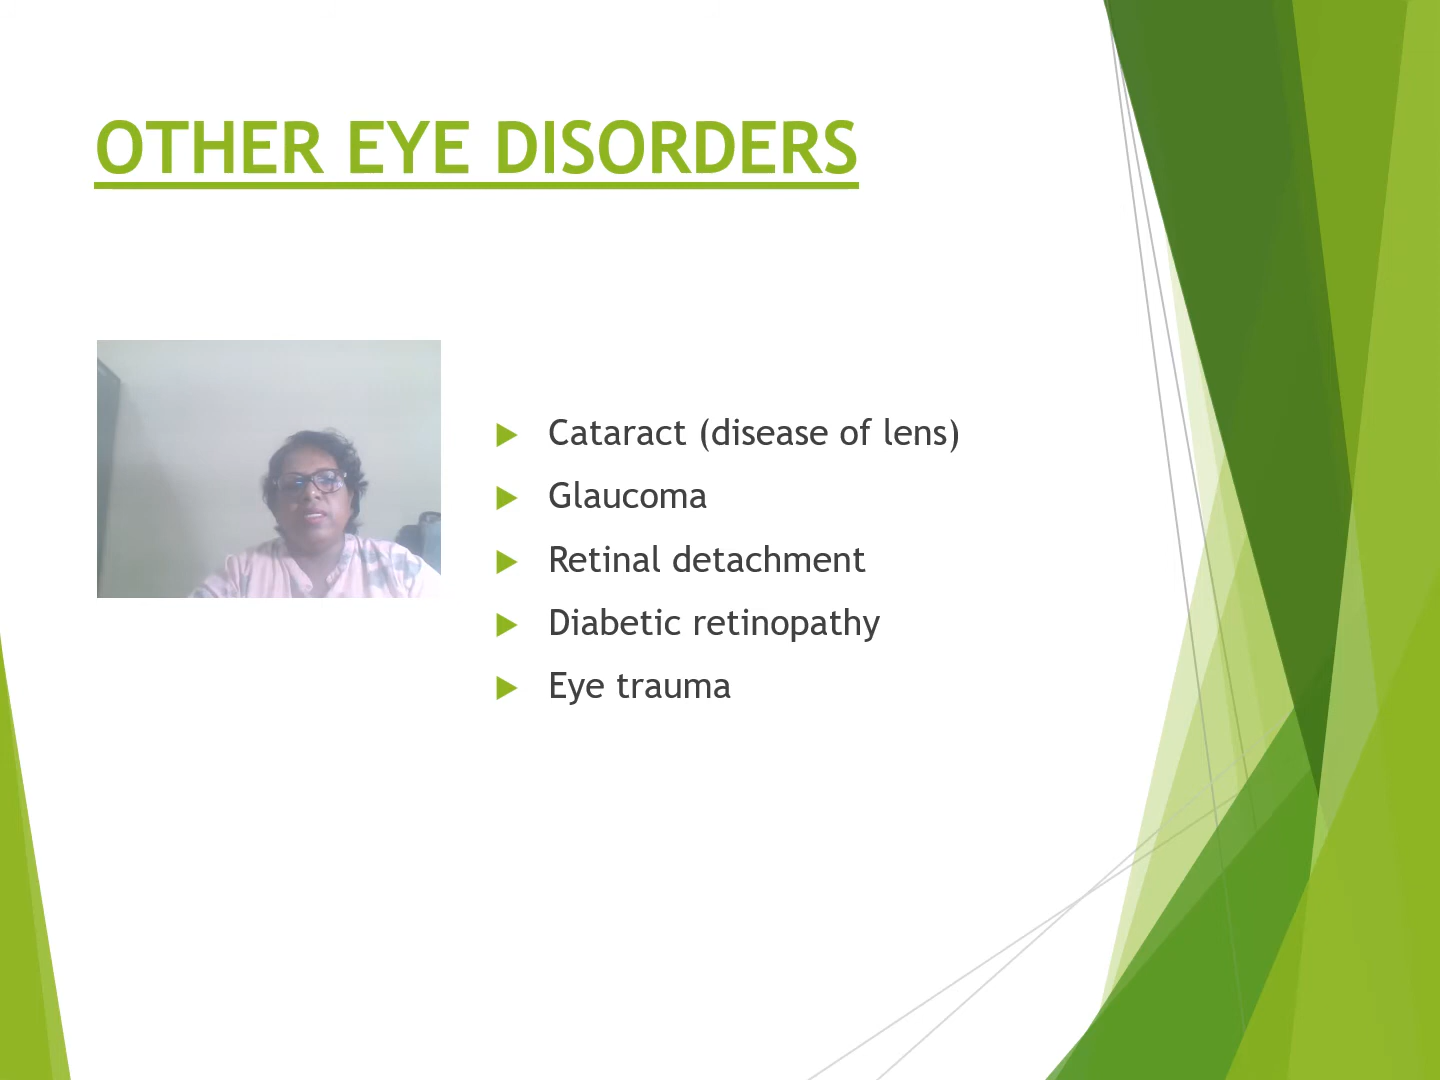 OTHER EYE DISORDERS
Cataract (disease of lens)
Glaucoma
Retinal detachment
Diabetic retinopathy
Eye trauma